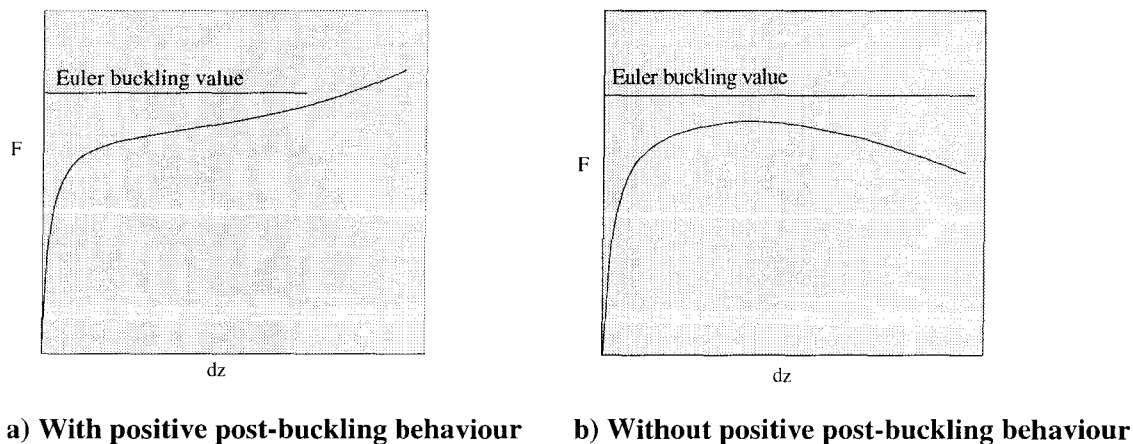 Euler buckling value
F
dz
a) With positive post-buckling behaviour
Euler buckling value
F
dz
b) Without positive post-buckling behaviour